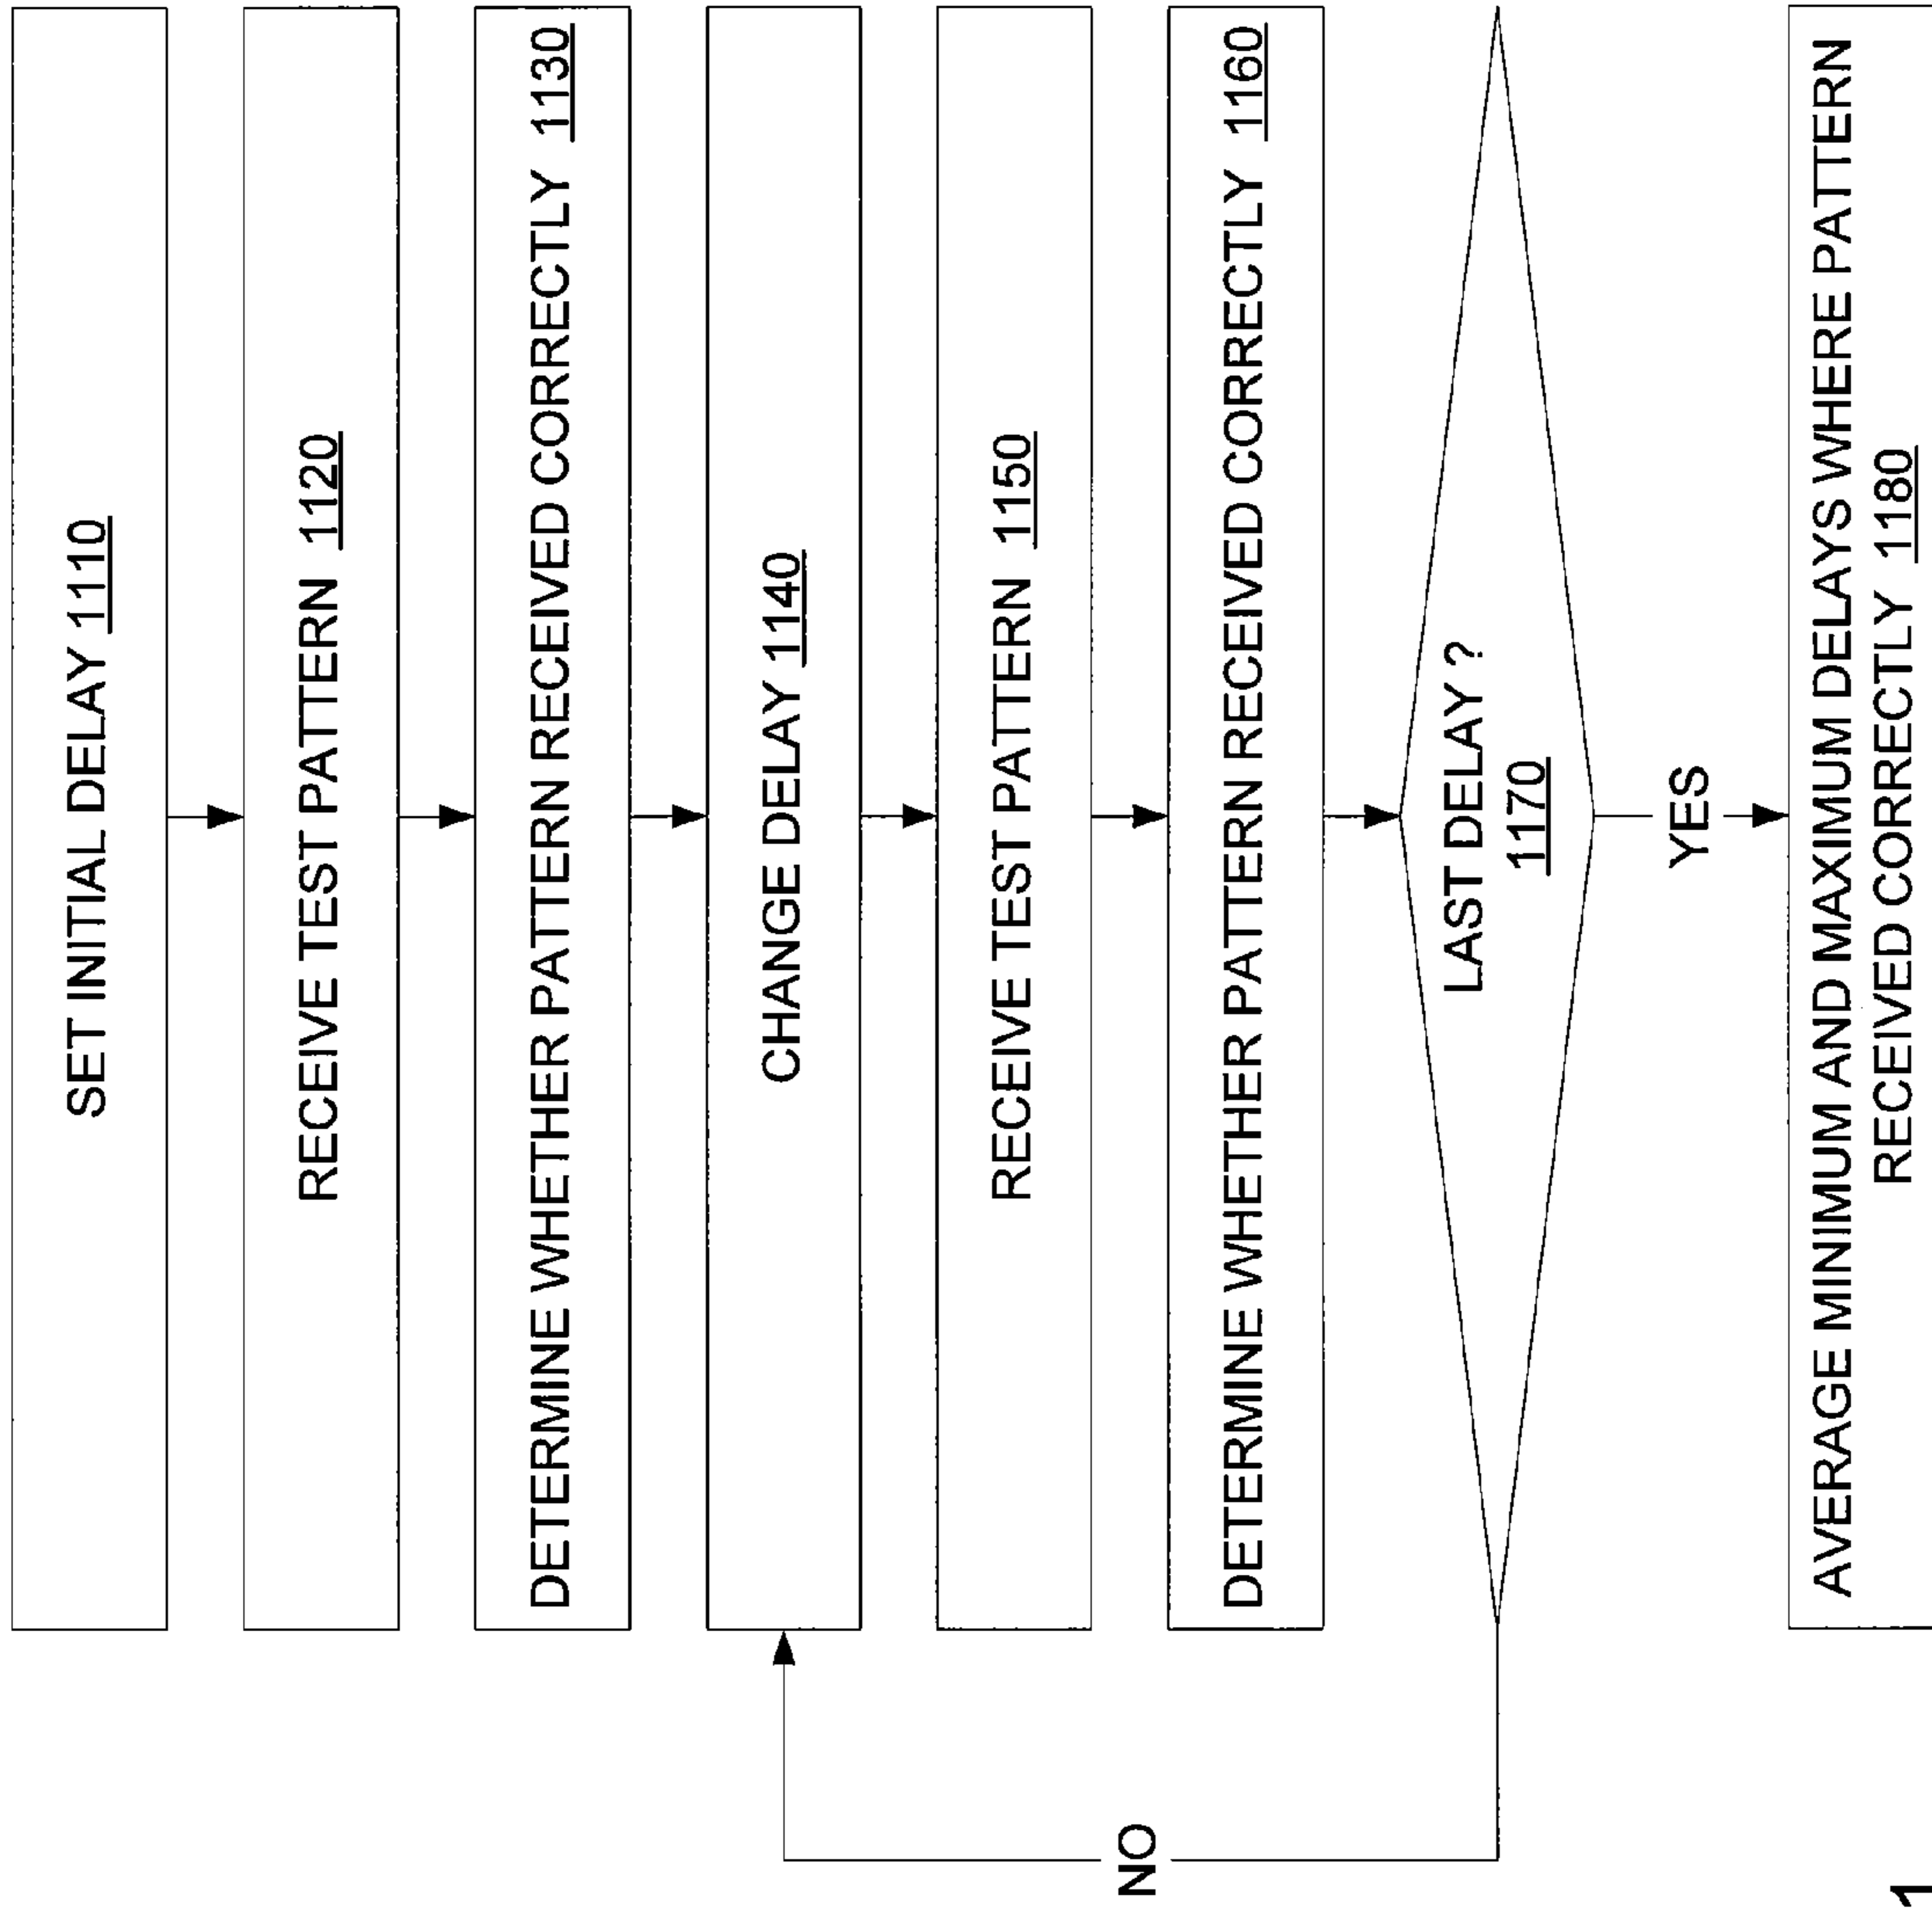 SET INITIAL DELAY 1110
RECEIVE TEST PATTERN 1120
DETERMINE WHETHER PATTERN RECEIVED CORRECTLY 1130
CHANGE DELAY 1140
RECEIVE TEST PATTERN 1150
DETERMINE WHETHER PATTERN RECEIVED CORRECTLY 1160
LAST DELAY ?
1170
NO
YES
AVERAGE MINIMUM AND MAXIMUM DELAYS WHERE PATTERN
RECEIVED CORRECTLY 1180
1